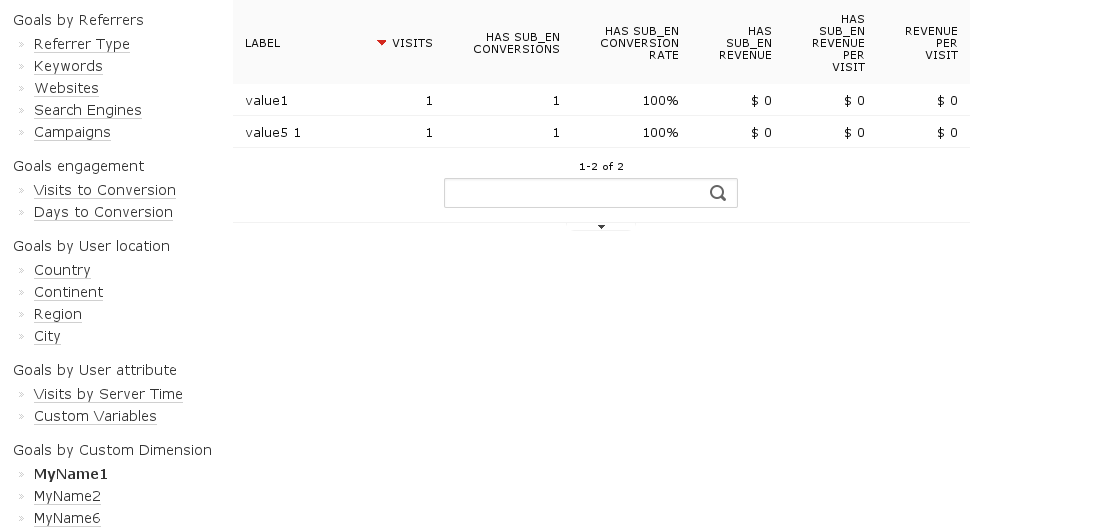 Goals by Referrers
» Referrer Type
» Keywords
» Websites
» Search Engines
» Campaigns
Goals engagement
» Visits to Conversion
» Days to Conversion
Goals by User location
» Country
» Continent
» Region
» City
Goals by User attribute
» Visits by Server Time
» Custom Variables
Goals by Custom Dimension
» MyName1
» MyName2
» MyName6
LABEL
VISITS
HAS SUB_EN
CONVERSIONS
HAS SUB_EN
CONVERSION
RATE
HAS
SUB_EN
REVENUE
HAS
SUB_EN
REVENUE
PER
VISIT
REVENUE
PER
VISIT
value1 1 1 100% $ 0 $ 0 $ 0
value5 1 1 1 100% $ 0 $ 0 $ 0
1-2 of 2